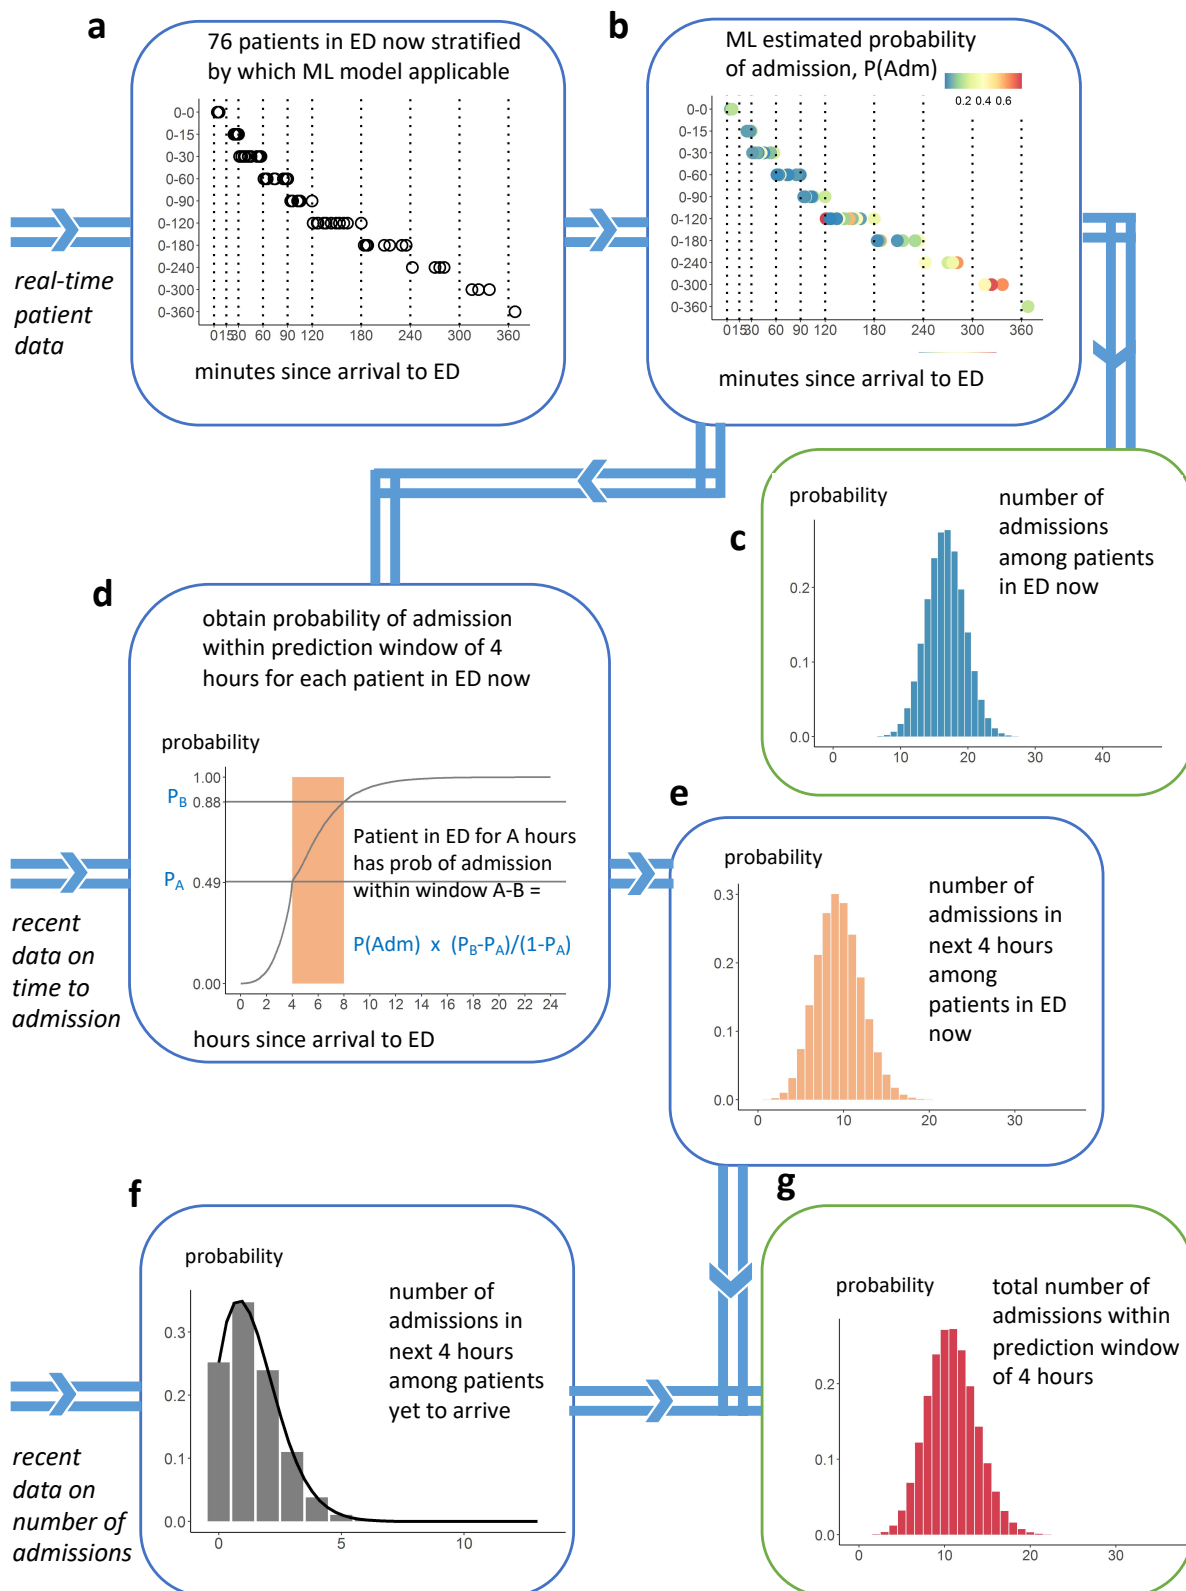 a
76 patients in ED now stratified
by which ML model applicable
0-0
0-15
0-30
0-60
0-90
0-120
0-180
0-240
0-300
0-360
0 15 30 60 90 120 180 240 300 360
minutes since arrival to ED
real-time
patient
data
b
ML estimated probability
of admission, P(Adm)
0.2 0.4 0.6
0-0
0-15
0-30
0-60
0-90
0-120
0-180
0-240
0-300
0-360
0 15 30 60 90 120 180 240 300 360
minutes since arrival to ED
c
probability
number of
admissions
among patients
in ED now
0.2
0.1
0.0
0 10 20 30 40
d
obtain probability of admission
within prediction window of 4
hours for each patient in ED now
probability
1.00
PB 0.88
PA 0.49
0.00
Patient in ED for A hours
has prob of admission
within window A-B =
P(Adm) x (PB-PA)/(1-PA)
0 2 4 6 8 10 12 14 16 18 20 22 24
hours since arrival to ED
recent
data on
time to
admission
e
probability
number of
admissions in
next 4 hours
among
patients in ED
now
0.3
0.2
0.1
0.0
0 10 20 30
f
probability
number of
admissions in
next 4 hours
among patients
yet to arrive
0.3
0.2
0.1
0.0
0 5 10
recent
data on
number of
admissions
g
probability
total number of
admissions within
prediction window
of 4 hours
0.2
0.1
0.0
0 10 20 30